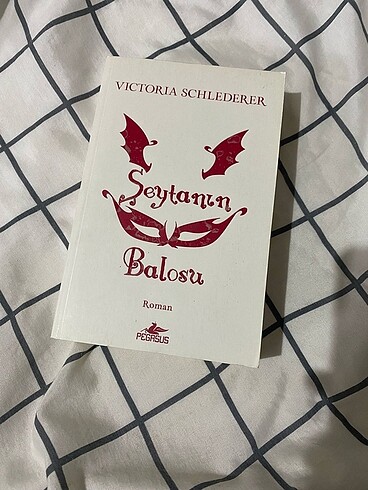 VICTORIA SCHLEDERER
Şeytanın
Balosu
Roman
PEGASUS